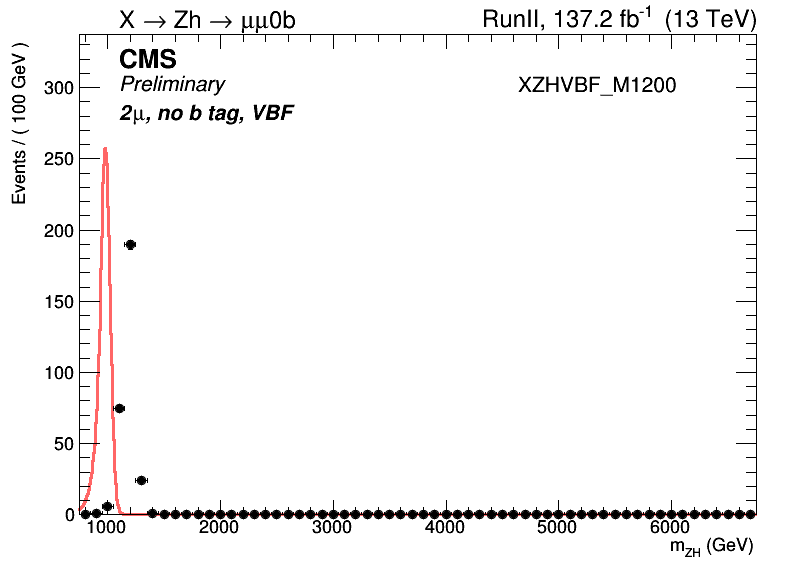 X → Zh → μμ0b
RunII, 137.2 fb⁻¹ (13 TeV)
CMS
Preliminary
XZHVBF_M1200
2μ, no b tag, VBF
Events / ( 100 GeV )
300
250
200
150
100
50
0
1000 2000 3000 4000 5000 6000
m_ZH (GeV)